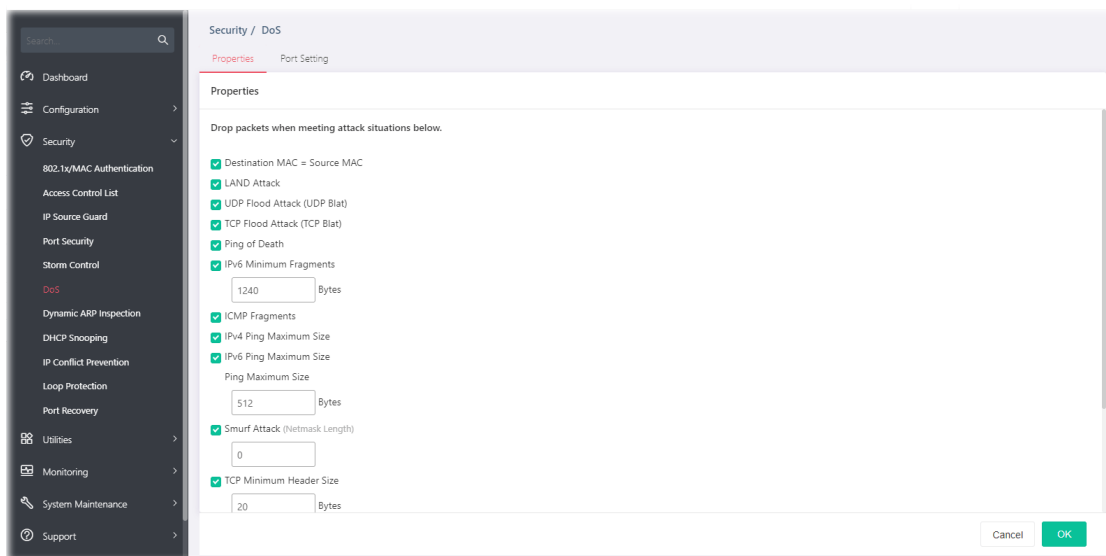 Search...
Dashboard
Configuration
Security
802.1x/MAC Authentication
Access Control List
IP Source Guard
Port Security
Storm Control
DoS
Dynamic ARP Inspection
DHCP Snooping
IP Conflict Prevention
Loop Protection
Port Recovery
Utilities
Monitoring
System Maintenance
Support
Security / DoS
Properties Port Setting
Properties
Drop packets when meeting attack situations below.
Destination MAC = Source MAC
LAND Attack
UDP Flood Attack (UDP Blat)
TCP Flood Attack (TCP Blat)
Ping of Death
IPv6 Minimum Fragments
1240 Bytes
ICMP Fragments
IPv4 Ping Maximum Size
IPv6 Ping Maximum Size
Ping Maximum Size
512 Bytes
Smurf Attack (Netmask Length)
0
TCP Minimum Header Size
20 Bytes
Cancel OK